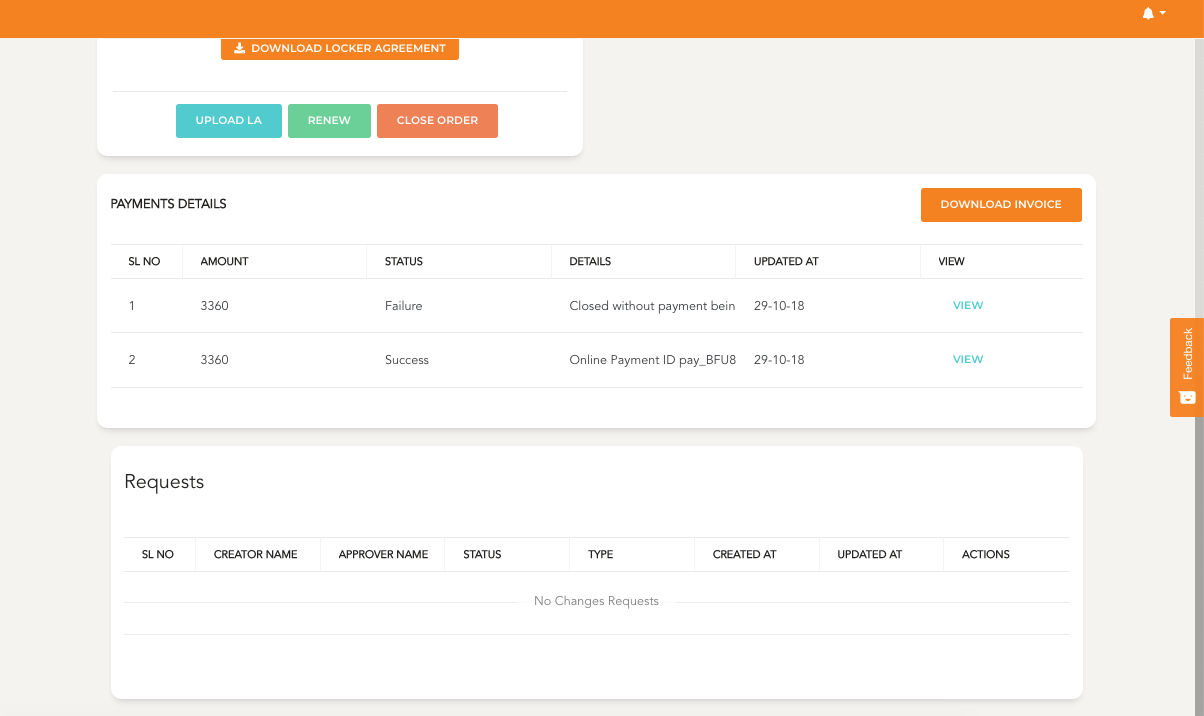 DOWNLOAD LOCKER AGREEMENT
UPLOAD LA RENEW CLOSE ORDER
PAYMENTS DETAILS DOWNLOAD INVOICE
SL NO AMOUNT STATUS DETAILS UPDATED AT VIEW
1 3360 Failure Closed without payment bein 29-10-18 VIEW
2 3360 Success Online Payment ID pay_BFU8 29-10-18 VIEW
Feedback
Requests
SL NO CREATOR NAME APPROVER NAME STATUS TYPE CREATED AT UPDATED AT ACTIONS
No Changes Requests